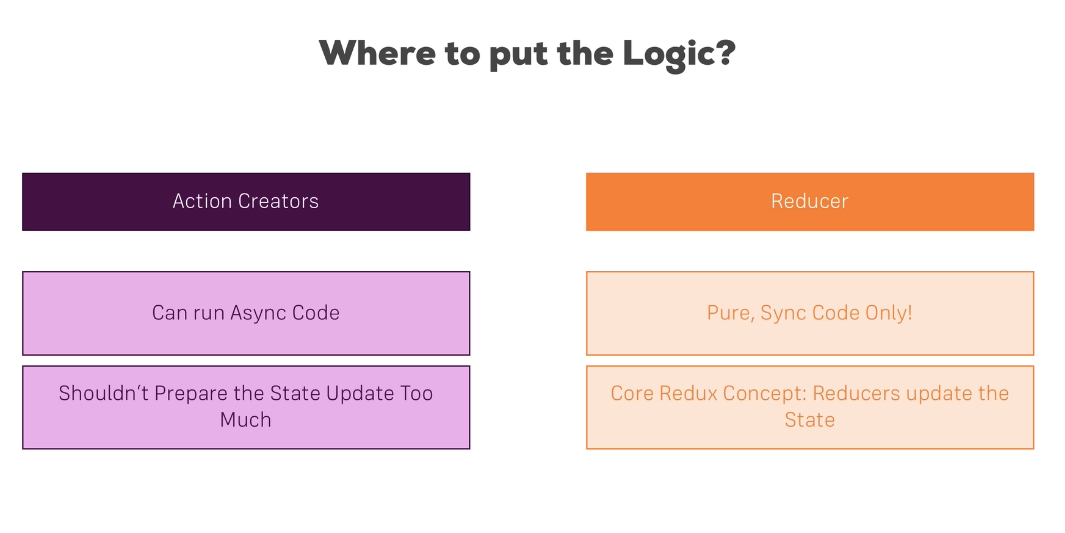 Where to put the Logic?
Action Creators
Reducer
Can run Async Code
Pure, Sync Code Only!
Shouldn't Prepare the State Update Too
Much
Core Redux Concept: Reducers update the
State